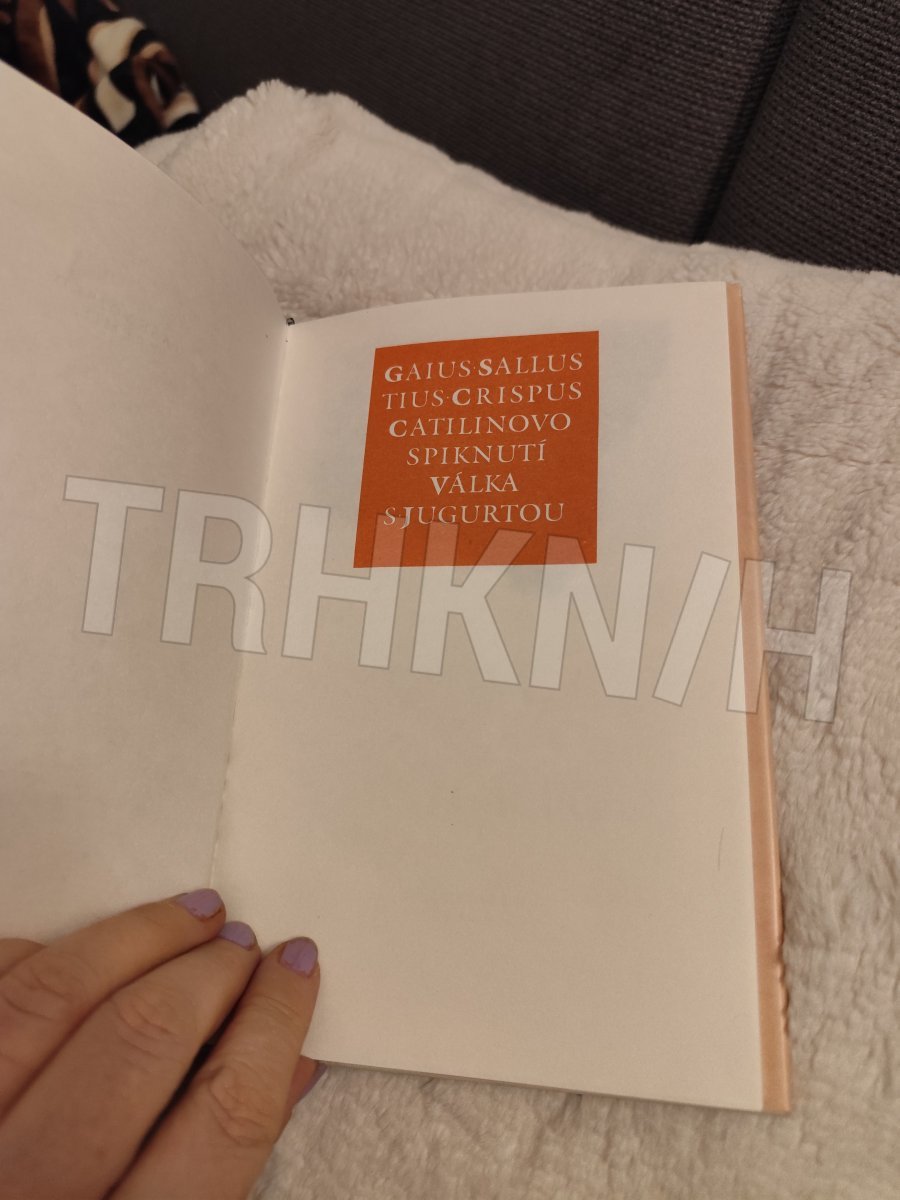 GAIUS·SALLUS
TIUS·CRISPUS
CATILINOVO
SPIKNUTÍ
VÁLKA
S·JUGURTOU
TRHKNIH